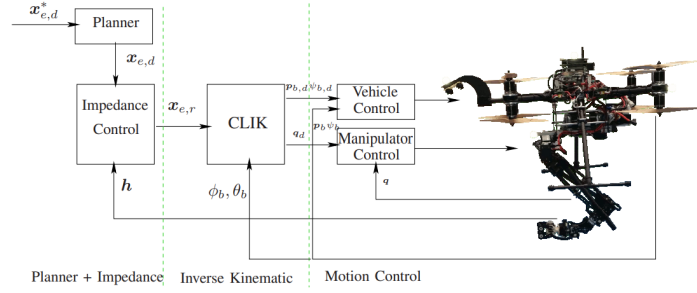 x*_{e,d}
Planner
x_{e,d}
Impedance
Control
x_{e,r}
CLIK
p_{b,d}, ψ_{b,d}
q_d
Vehicle
Control
p_b ψ_b
Manipulator
Control
h
ϕ_b, θ_b
q
Planner + Impedance
Inverse Kinematic
Motion Control